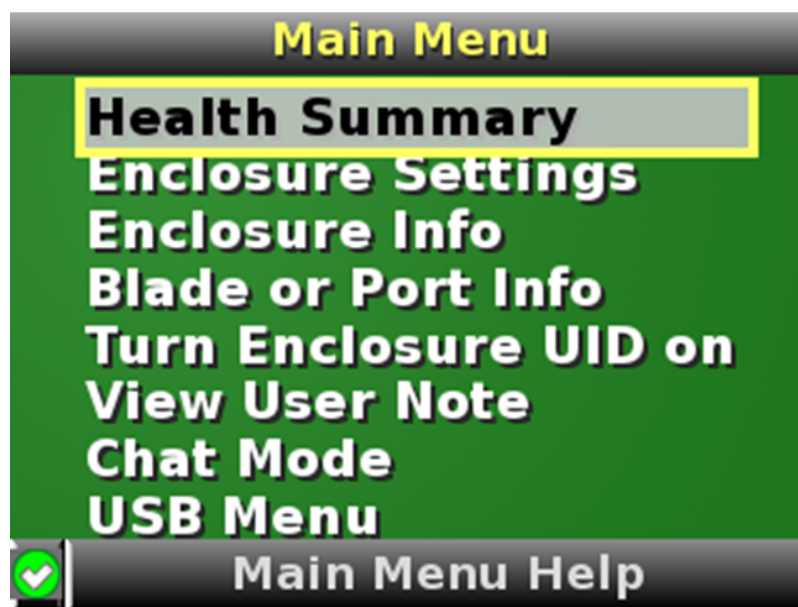 Main Menu
Health Summary
Enclosure Settings
Enclosure Info
Blade or Port Info
Turn Enclosure UID on
View User Note
Chat Mode
USB Menu
Main Menu Help